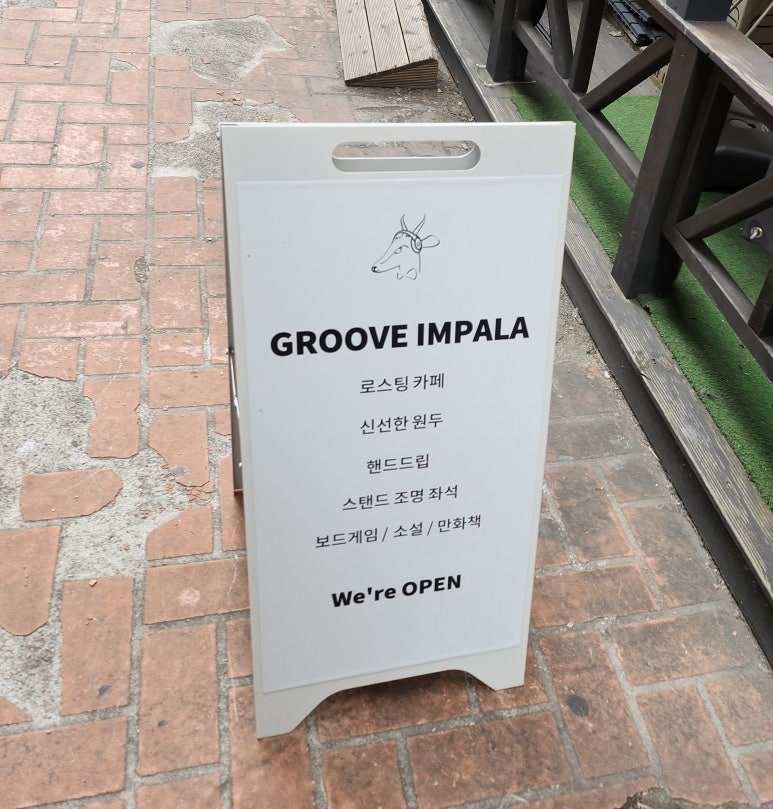 GROOVE IMPALA
로스팅 카페
신선한 원두
핸드드립
스탠드 조명 좌석
보드게임 / 소설 / 만화책
We're OPEN